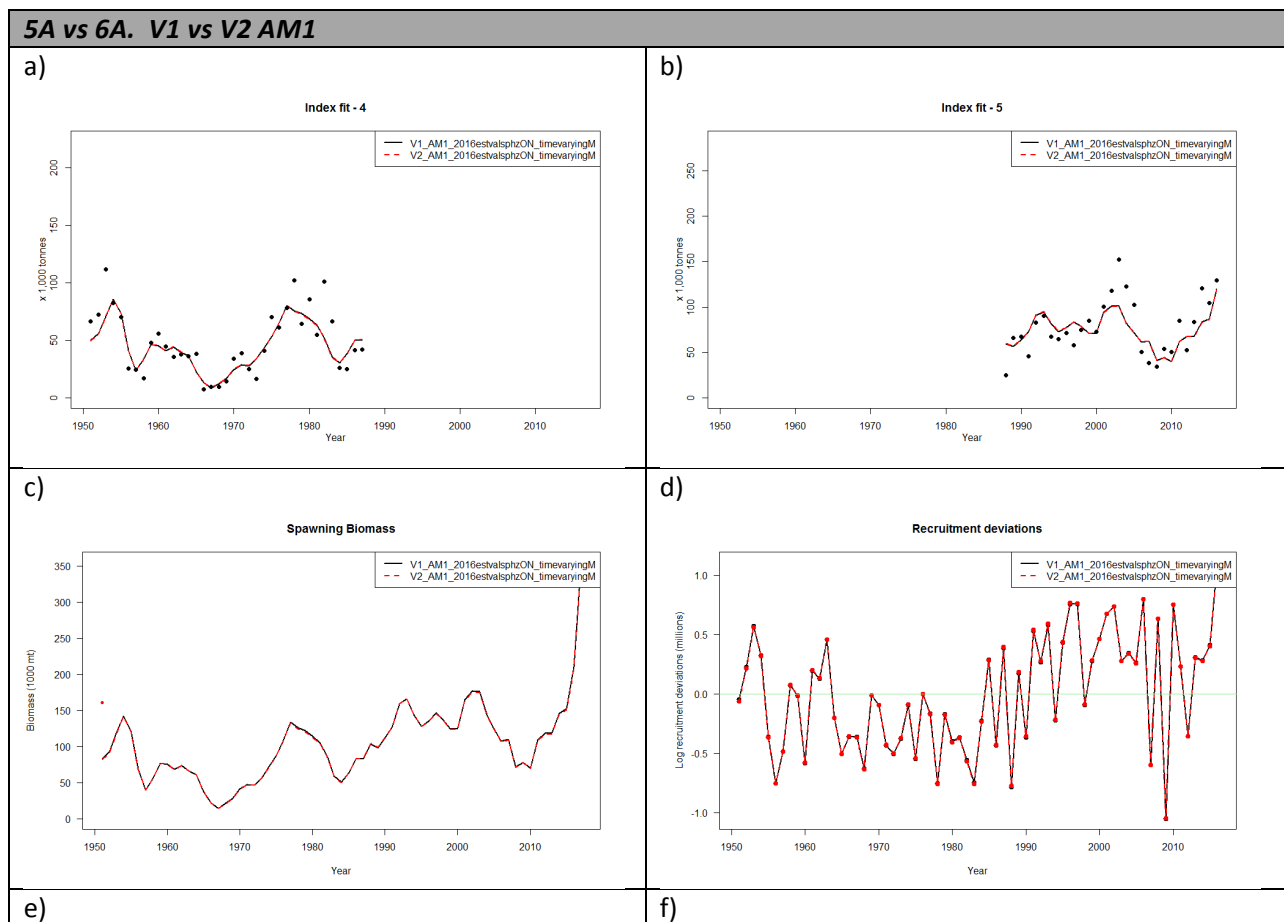 5A vs 6A. V1 vs V2 AM1
a)
Index fit - 4
V1_AM1_2016estvalsphzON_timevaryingM
V2_AM1_2016estvalsphzON_timevaryingM
x 1,000 tonnes
200
150
100
50
0
1950 1960 1970 1980 1990 2000 2010
Year
b)
Index fit - 5
V1_AM1_2016estvalsphzON_timevaryingM
V2_AM1_2016estvalsphzON_timevaryingM
x 1,000 tonnes
250
200
150
100
50
0
1950 1960 1970 1980 1990 2000 2010
Year
c)
Spawning Biomass
V1_AM1_2016estvalsphzON_timevaryingM
V2_AM1_2016estvalsphzON_timevaryingM
Biomass (1000 mt)
350
300
250
200
150
100
50
0
1950 1960 1970 1980 1990 2000 2010
Year
d)
Recruitment deviations
V1_AM1_2016estvalsphzON_timevaryingM
V2_AM1_2016estvalsphzON_timevaryingM
Log recruitment deviations (millions)
1.0
0.5
0.0
-0.5
-1.0
1950 1960 1970 1980 1990 2000 2010
Year
e)
f)